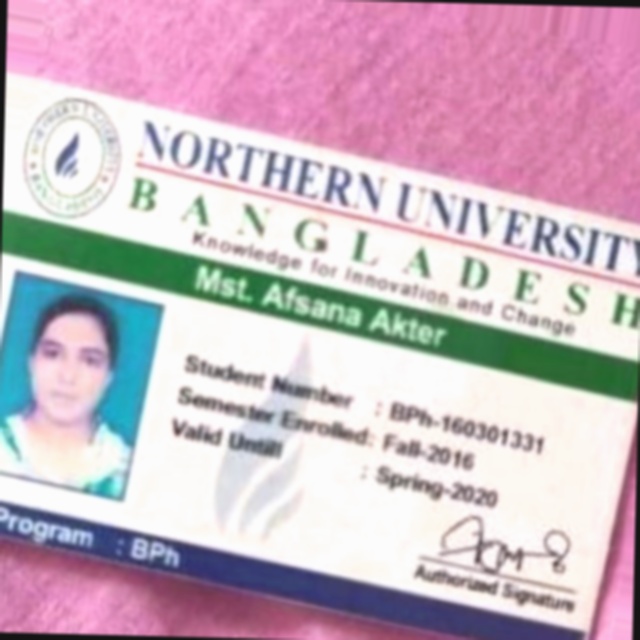 NORTHERN UNIVERSITY
BANGLADESH
Knowledge for Innovation and Change
Mst. Afsana Akter
Student Number : BPh-160301331
Semester Enrolled: Fall-2016
Valid Untill : Spring-2020
Authorized Signature
Program : BPh